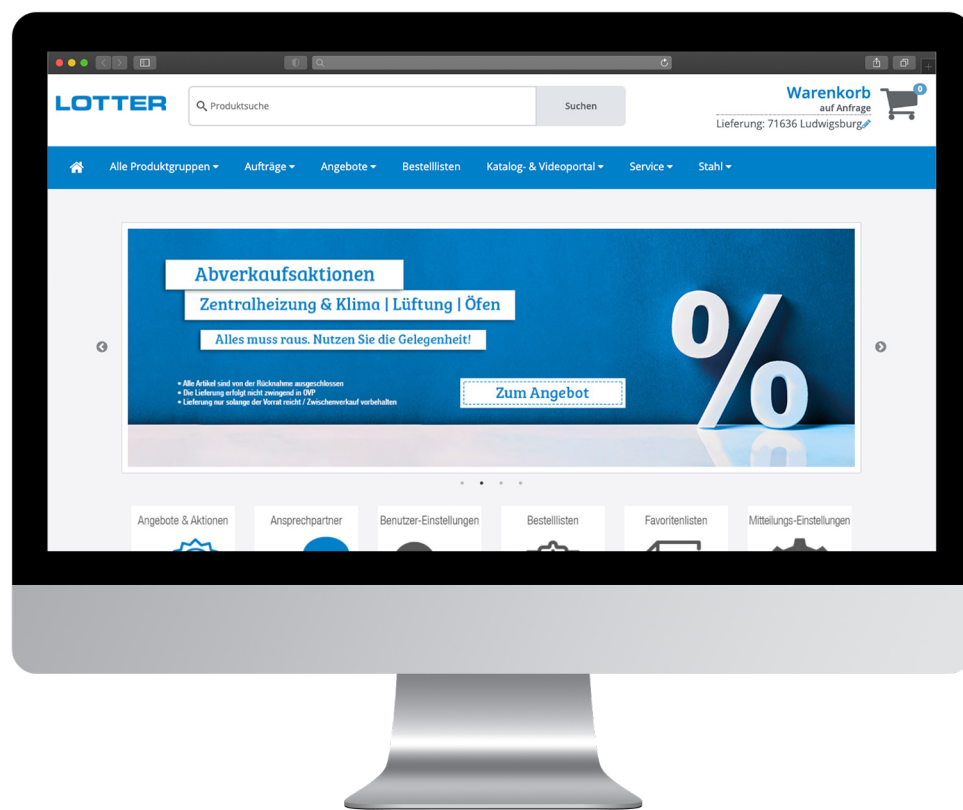 LOTTER
Produktsuche
Suchen
Warenkorb
0
auf Anfrage
Lieferung: 71636 Ludwigsburg
Alle Produktgruppen
Aufträge
Angebote
Bestelllisten
Katalog- & Videoportal
Service
Stahl
Abverkaufsaktionen
Zentralheizung & Klima | Lüftung | Öfen
Alles muss raus. Nutzen Sie die Gelegenheit!
• Alle Artikel sind von der Rücknahme ausgeschlossen
• Die Lieferung erfolgt nicht zwingend in OVP
• Lieferung nur solange der Vorrat reicht / Zwischenverkauf vorbehalten
Zum Angebot
%
Angebote & Aktionen
Ansprechpartner
Benutzer-Einstellungen
Bestelllisten
Favoritenlisten
Mitteilungs-Einstellungen